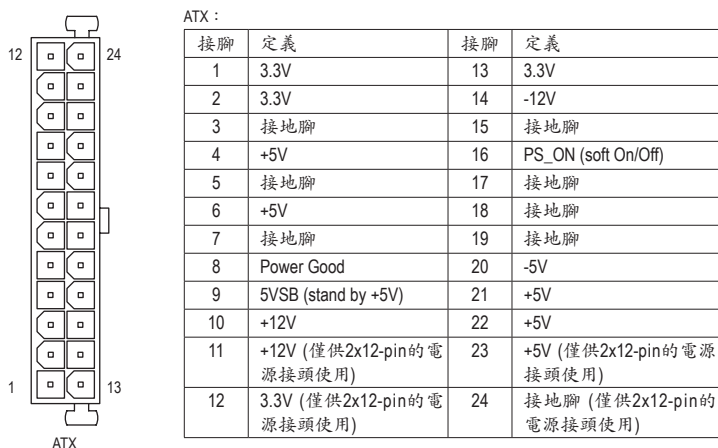 ATX：
12
24
1
13
ATX
接腳 定義 接腳 定義
1 3.3V 13 3.3V
2 3.3V 14 -12V
3 接地腳 15 接地腳
4 +5V 16 PS_ON (soft On/Off)
5 接地腳 17 接地腳
6 +5V 18 接地腳
7 接地腳 19 接地腳
8 Power Good 20 -5V
9 5VSB (stand by +5V) 21 +5V
10 +12V 22 +5V
11 +12V (僅供2x12-pin的電 23 +5V (僅供2x12-pin的電源
源接頭使用) 接頭使用)
12 3.3V (僅供2x12-pin的電 24 接地腳 (僅供2x12-pin的
源接頭使用) 電源接頭使用)